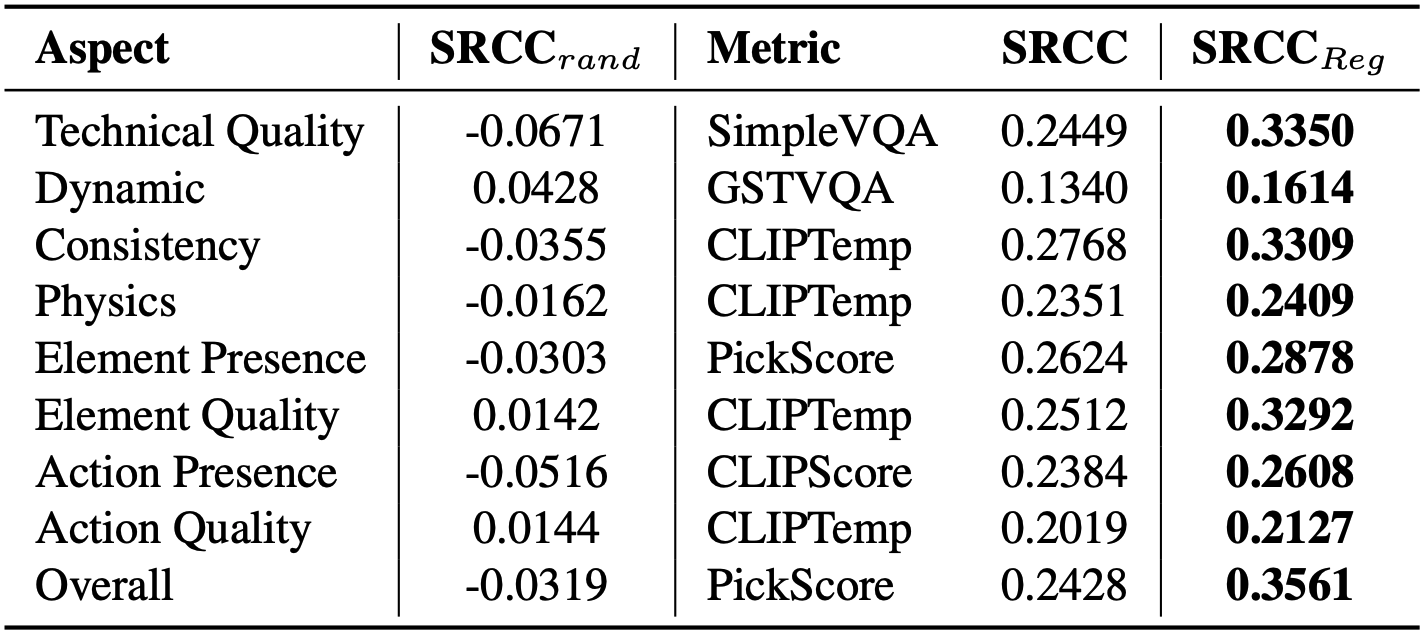 Aspect SRCC_rand Metric SRCC SRCC_Reg
Technical Quality -0.0671 SimpleVQA 0.2449 0.3350
Dynamic 0.0428 GSTVQA 0.1340 0.1614
Consistency -0.0355 CLIPTemp 0.2768 0.3309
Physics -0.0162 CLIPTemp 0.2351 0.2409
Element Presence -0.0303 PickScore 0.2624 0.2878
Element Quality 0.0142 CLIPTemp 0.2512 0.3292
Action Presence -0.0516 CLIPScore 0.2384 0.2608
Action Quality 0.0144 CLIPTemp 0.2019 0.2127
Overall -0.0319 PickScore 0.2428 0.3561